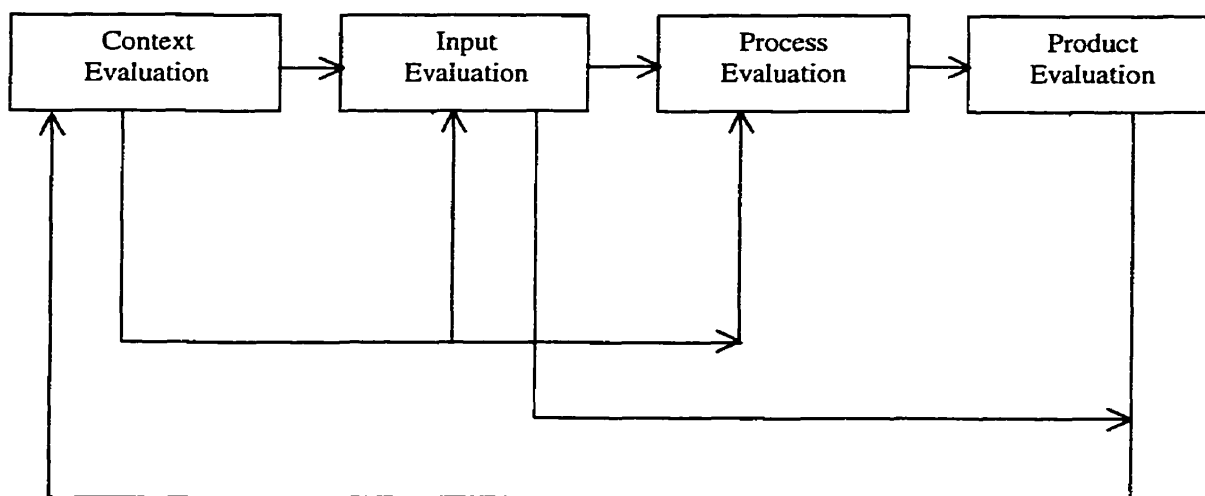 Context
Evaluation
Input
Evaluation
Process
Evaluation
Product
Evaluation